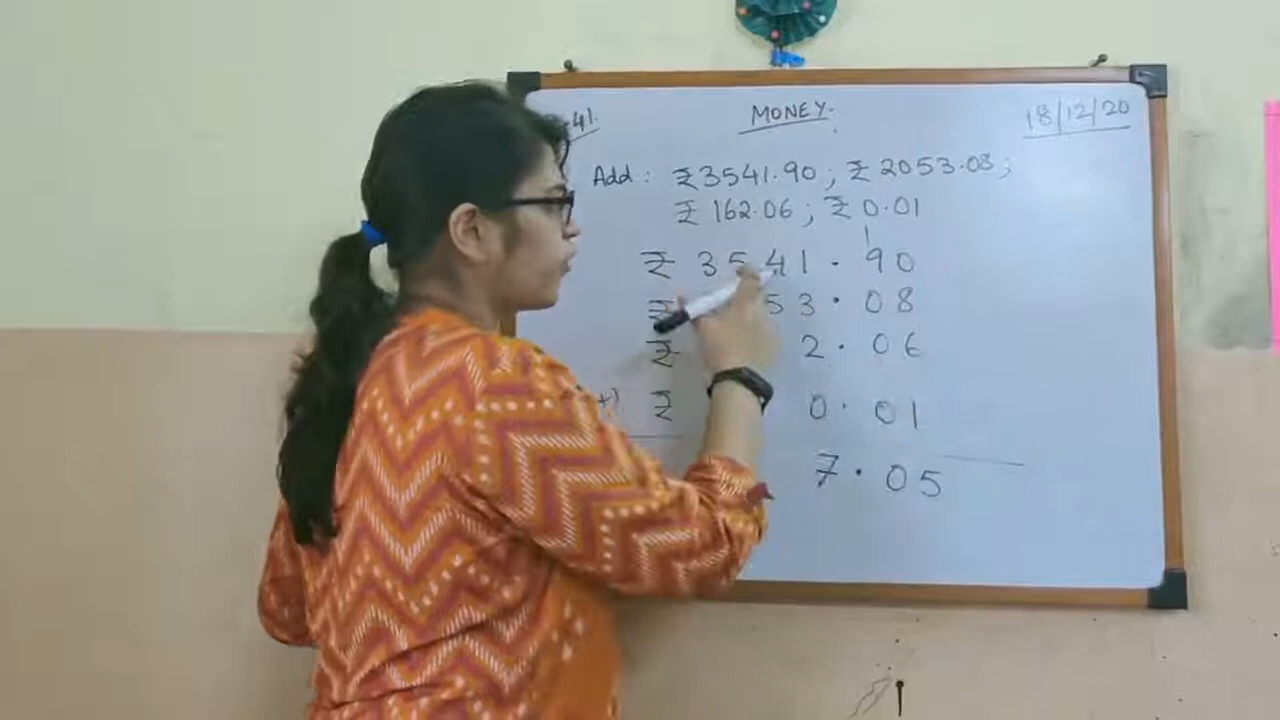 41.
MONEY.
18/12/20
Add : ₹3541.90 ; ₹ 2053.08 ;
₹ 162.06 ; ₹ 0.01
1
₹ 3541 . 90
₹ 53 . 08
₹ 2 . 06
+) ₹ 0 . 01
7 . 05